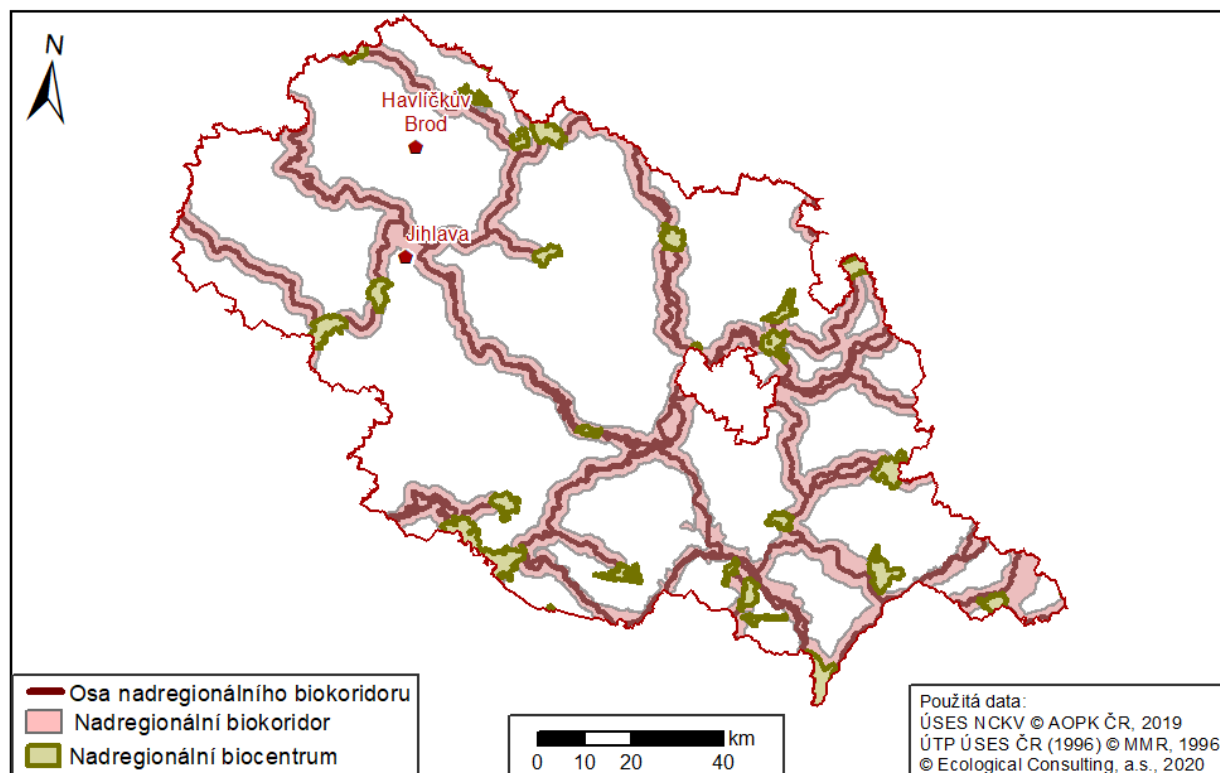 N
Havlíčkův
Brod
Jihlava
Osa nadregionálního biokoridoru
Nadregionální biokoridor
Nadregionální biocentrum
km
0 10 20 40
Použitá data:
ÚSES NCKV © AOPK ČR, 2019
ÚTP ÚSES ČR (1996) © MMR, 1996
© Ecological Consulting, a.s., 2020